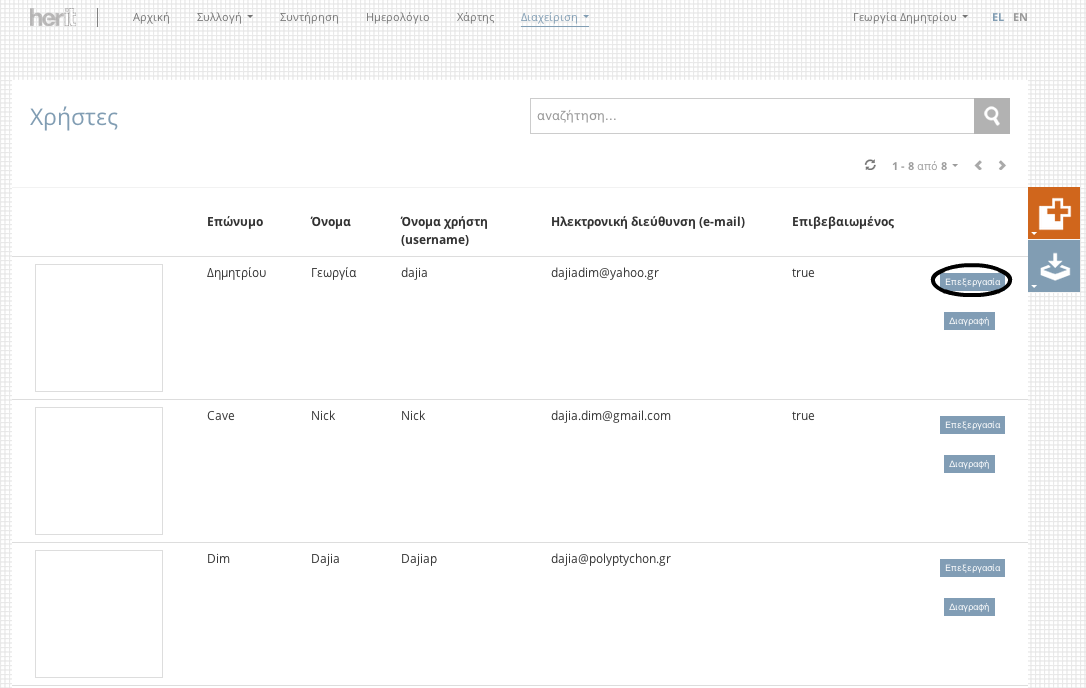 herit Αρχική Συλλογή Συντήρηση Ημερολόγιο Χάρτης Διαχείριση Γεωργία Δημητρίου EL EN
Χρήστες
αναζήτηση...
1 - 8 από 8
Επώνυμο Όνομα Όνομα χρήστη (username) Ηλεκτρονική διεύθυνση (e-mail) Επιβεβαιωμένος
Δημητρίου Γεωργία dajia dajiadim@yahoo.gr true
Επεξεργασία
Διαγραφή
Cave Nick Nick dajia.dim@gmail.com true
Επεξεργασία
Διαγραφή
Dim Dajia Dajiap dajia@polyptychon.gr
Επεξεργασία
Διαγραφή